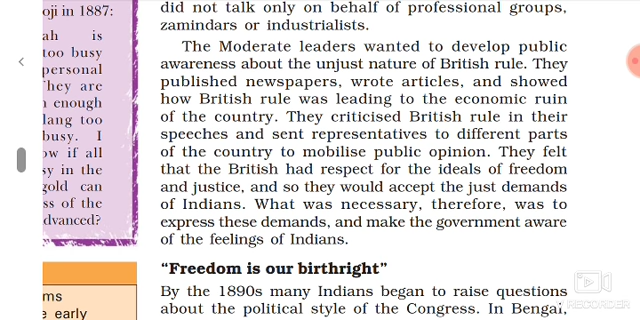 oji in 1887:
ah is
too busy
personal
They are
enough
lang too
busy. I
ow if all
sy in the
gold can
ss of the
dvanced?
ms
early
did not talk only on behalf of professional groups,
zamindars or industrialists.
The Moderate leaders wanted to develop public
awareness about the unjust nature of British rule. They
published newspapers, wrote articles, and showed
how British rule was leading to the economic ruin
of the country. They criticised British rule in their
speeches and sent representatives to different parts
of the country to mobilise public opinion. They felt
that the British had respect for the ideals of freedom
and justice, and so they would accept the just demands
of Indians. What was necessary, therefore, was to
express these demands, and make the government aware
of the feelings of Indians.
“Freedom is our birthright”
By the 1890s many Indians began to raise questions
about the political style of the Congress. In Bengal,
RECORDER